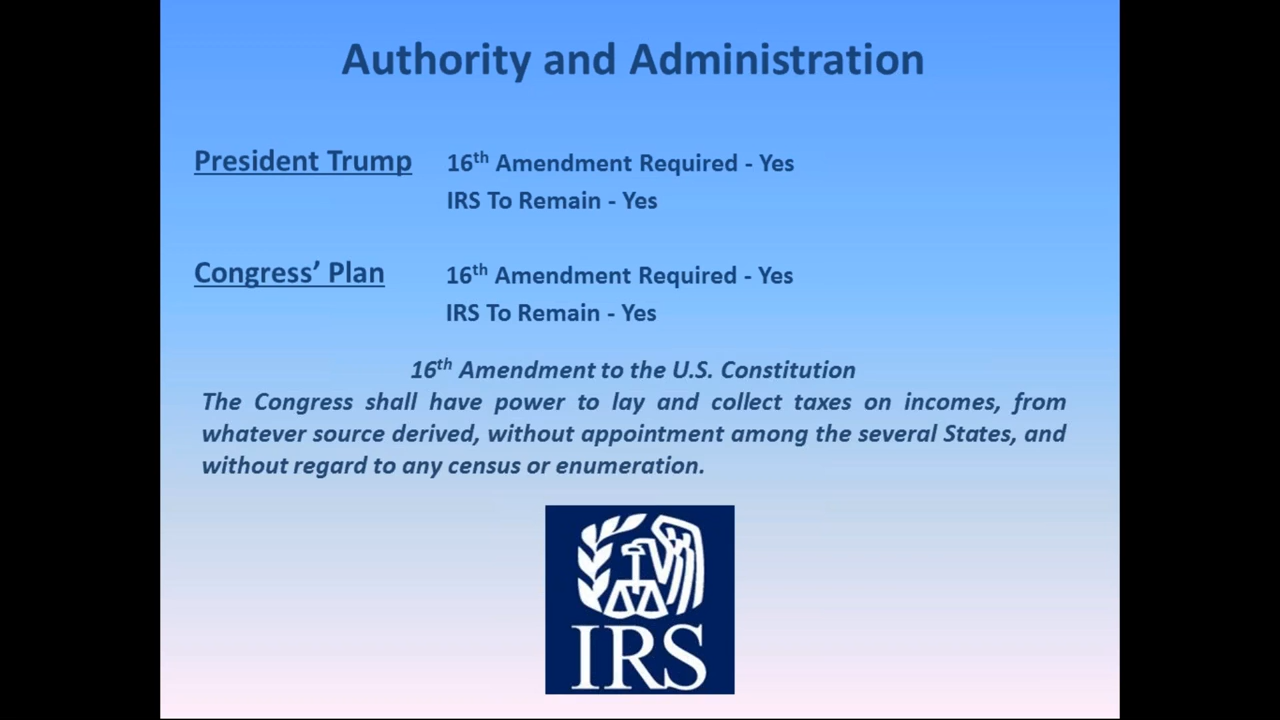 Authority and Administration
President Trump 16th Amendment Required - Yes
IRS To Remain - Yes
Congress’ Plan 16th Amendment Required - Yes
IRS To Remain - Yes
16th Amendment to the U.S. Constitution
The Congress shall have power to lay and collect taxes on incomes, from
whatever source derived, without appointment among the several States, and
without regard to any census or enumeration.
IRS